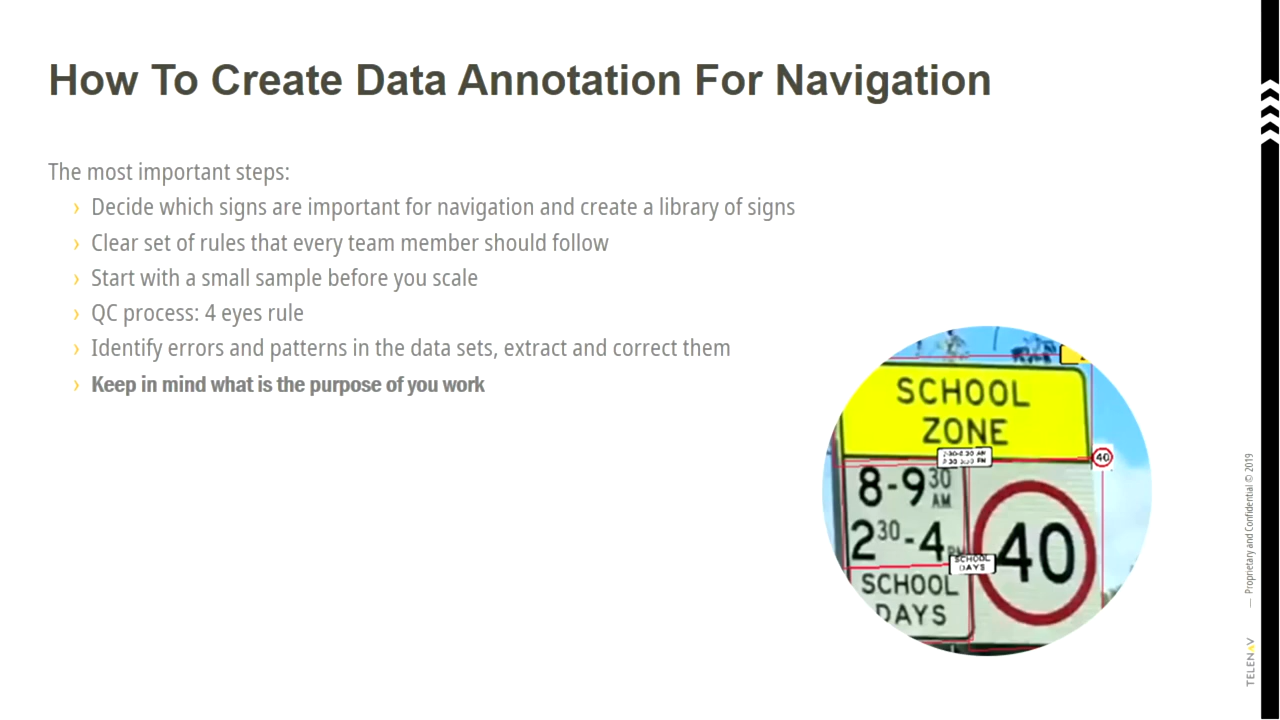 How To Create Data Annotation For Navigation
The most important steps:
› Decide which signs are important for navigation and create a library of signs
› Clear set of rules that every team member should follow
› Start with a small sample before you scale
› QC process: 4 eyes rule
› Identify errors and patterns in the data sets, extract and correct them
› Keep in mind what is the purpose of you work
SCHOOL
ZONE
40
8-9 30 AM
2 30-4 PM
40
SCHOOL
DAYS
SCHOOL
DAYS
— Proprietary and Confidential © 2019
TELENAV